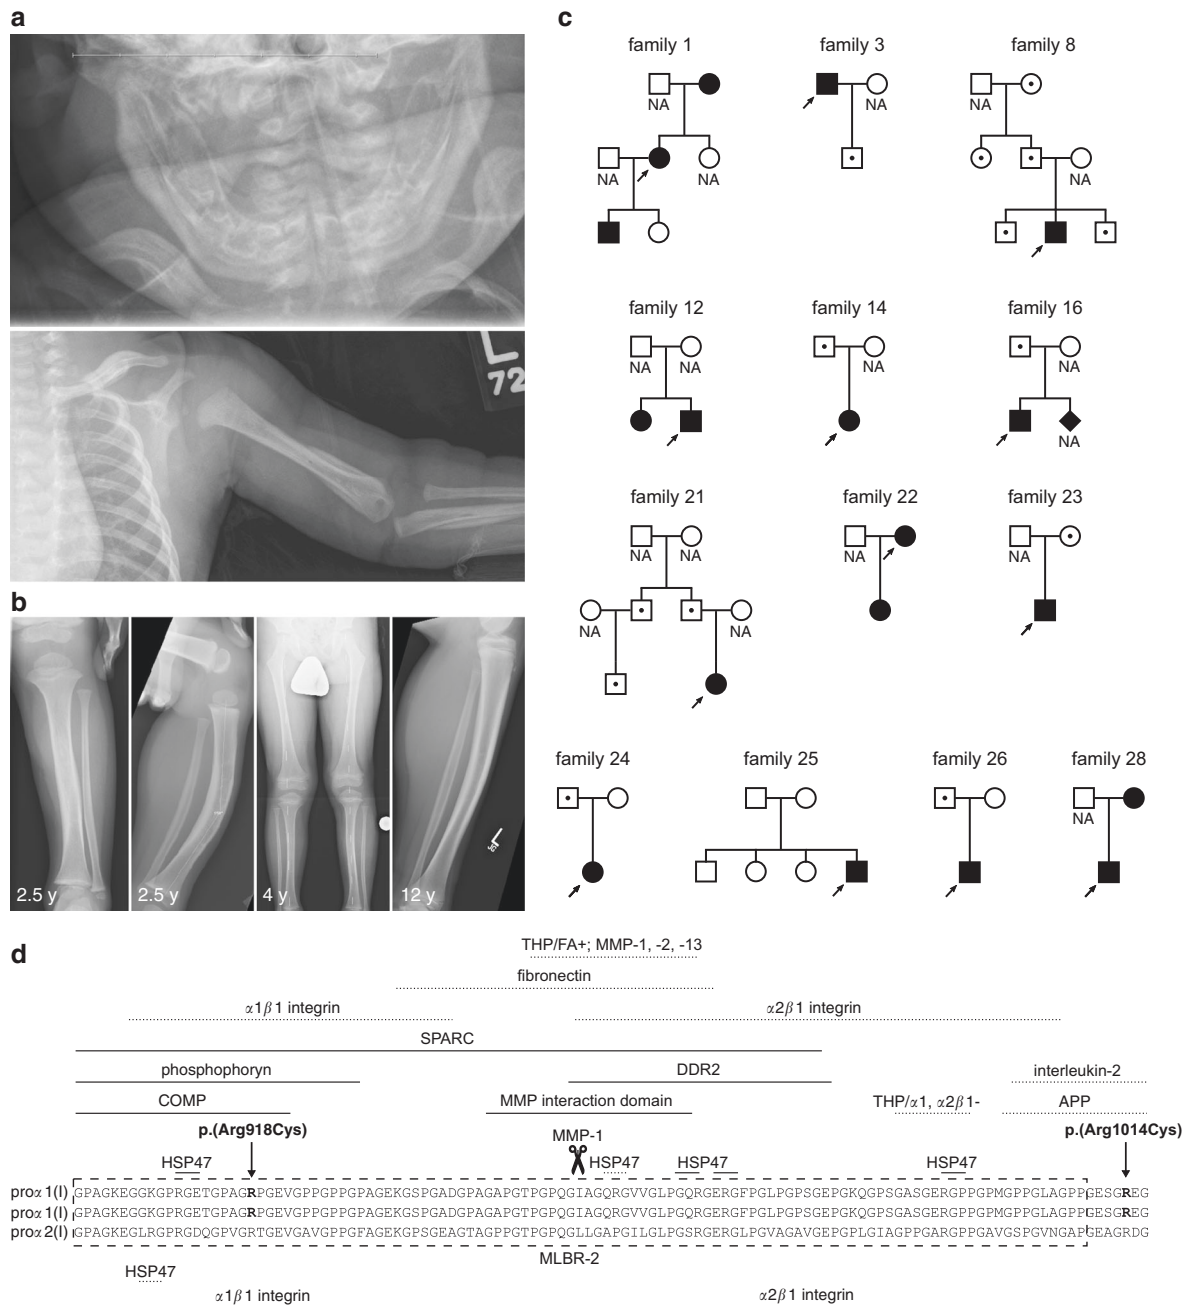 a
L
72
b
2.5 y
2.5 y
4 y
12 y
L
c
family 1
family 3
family 8
NA
NA
NA
NA
NA
NA
family 12
family 14
family 16
NA
NA
NA
NA
NA
family 21
family 22
family 23
NA
NA
NA
NA
NA
NA
family 24
family 25
family 26
family 28
NA
d
THP/FA+; MMP-1, -2, -13
fibronectin
α1β1 integrin
α2β1 integrin
SPARC
phosphophoryn
DDR2
interleukin-2
COMP
MMP interaction domain
THP/α1, α2β1-
APP
p.(Arg918Cys)
MMP-1
p.(Arg1014Cys)
HSP47
HSP47
HSP47
HSP47
proα1(I) GPAGKEGGKGPRGETGPAGRPGEVGPPGPPGPAGEKGSPGADGPAGAPGTPGPQGIAGQRGVVGLPGQRGERGFPGLPGPSGEPGKQGPSGASGERGPPGPMGPPGLAGPPGESGREG
proα1(I) GPAGKEGGKGPRGETGPAGRPGEVGPPGPPGPAGEKGSPGADGPAGAPGTPGPQGIAGQRGVVGLPGQRGERGFPGLPGPSGEPGKQGPSGASGERGPPGPMGPPGLAGPPGESGREG
proα2(I) GPAGKEGLRGPRGDQGPVGRTGEVGAVGPPGFAGEKGPSGEAGTAGPPGTPGPQGLLGAPGILGLPGSRGERGLPGVAGAVGEPGPLGIAGPPGARGPPGAVGSPGVNGAPGEAGRDG
MLBR-2
HSP47
α1β1 integrin
α2β1 integrin